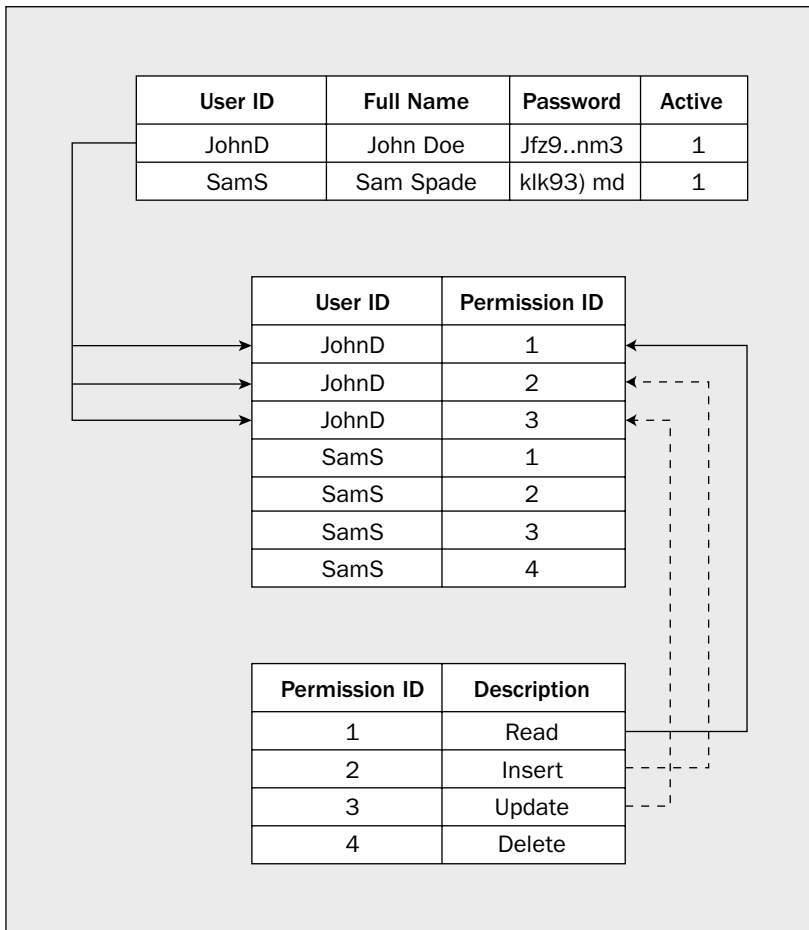 User ID Full Name Password Active
JohnD John Doe Jfz9..nm3 1
SamS Sam Spade klk93) md 1
User ID Permission ID
JohnD 1
JohnD 2
JohnD 3
SamS 1
SamS 2
SamS 3
SamS 4
Permission ID Description
1 Read
2 Insert
3 Update
4 Delete